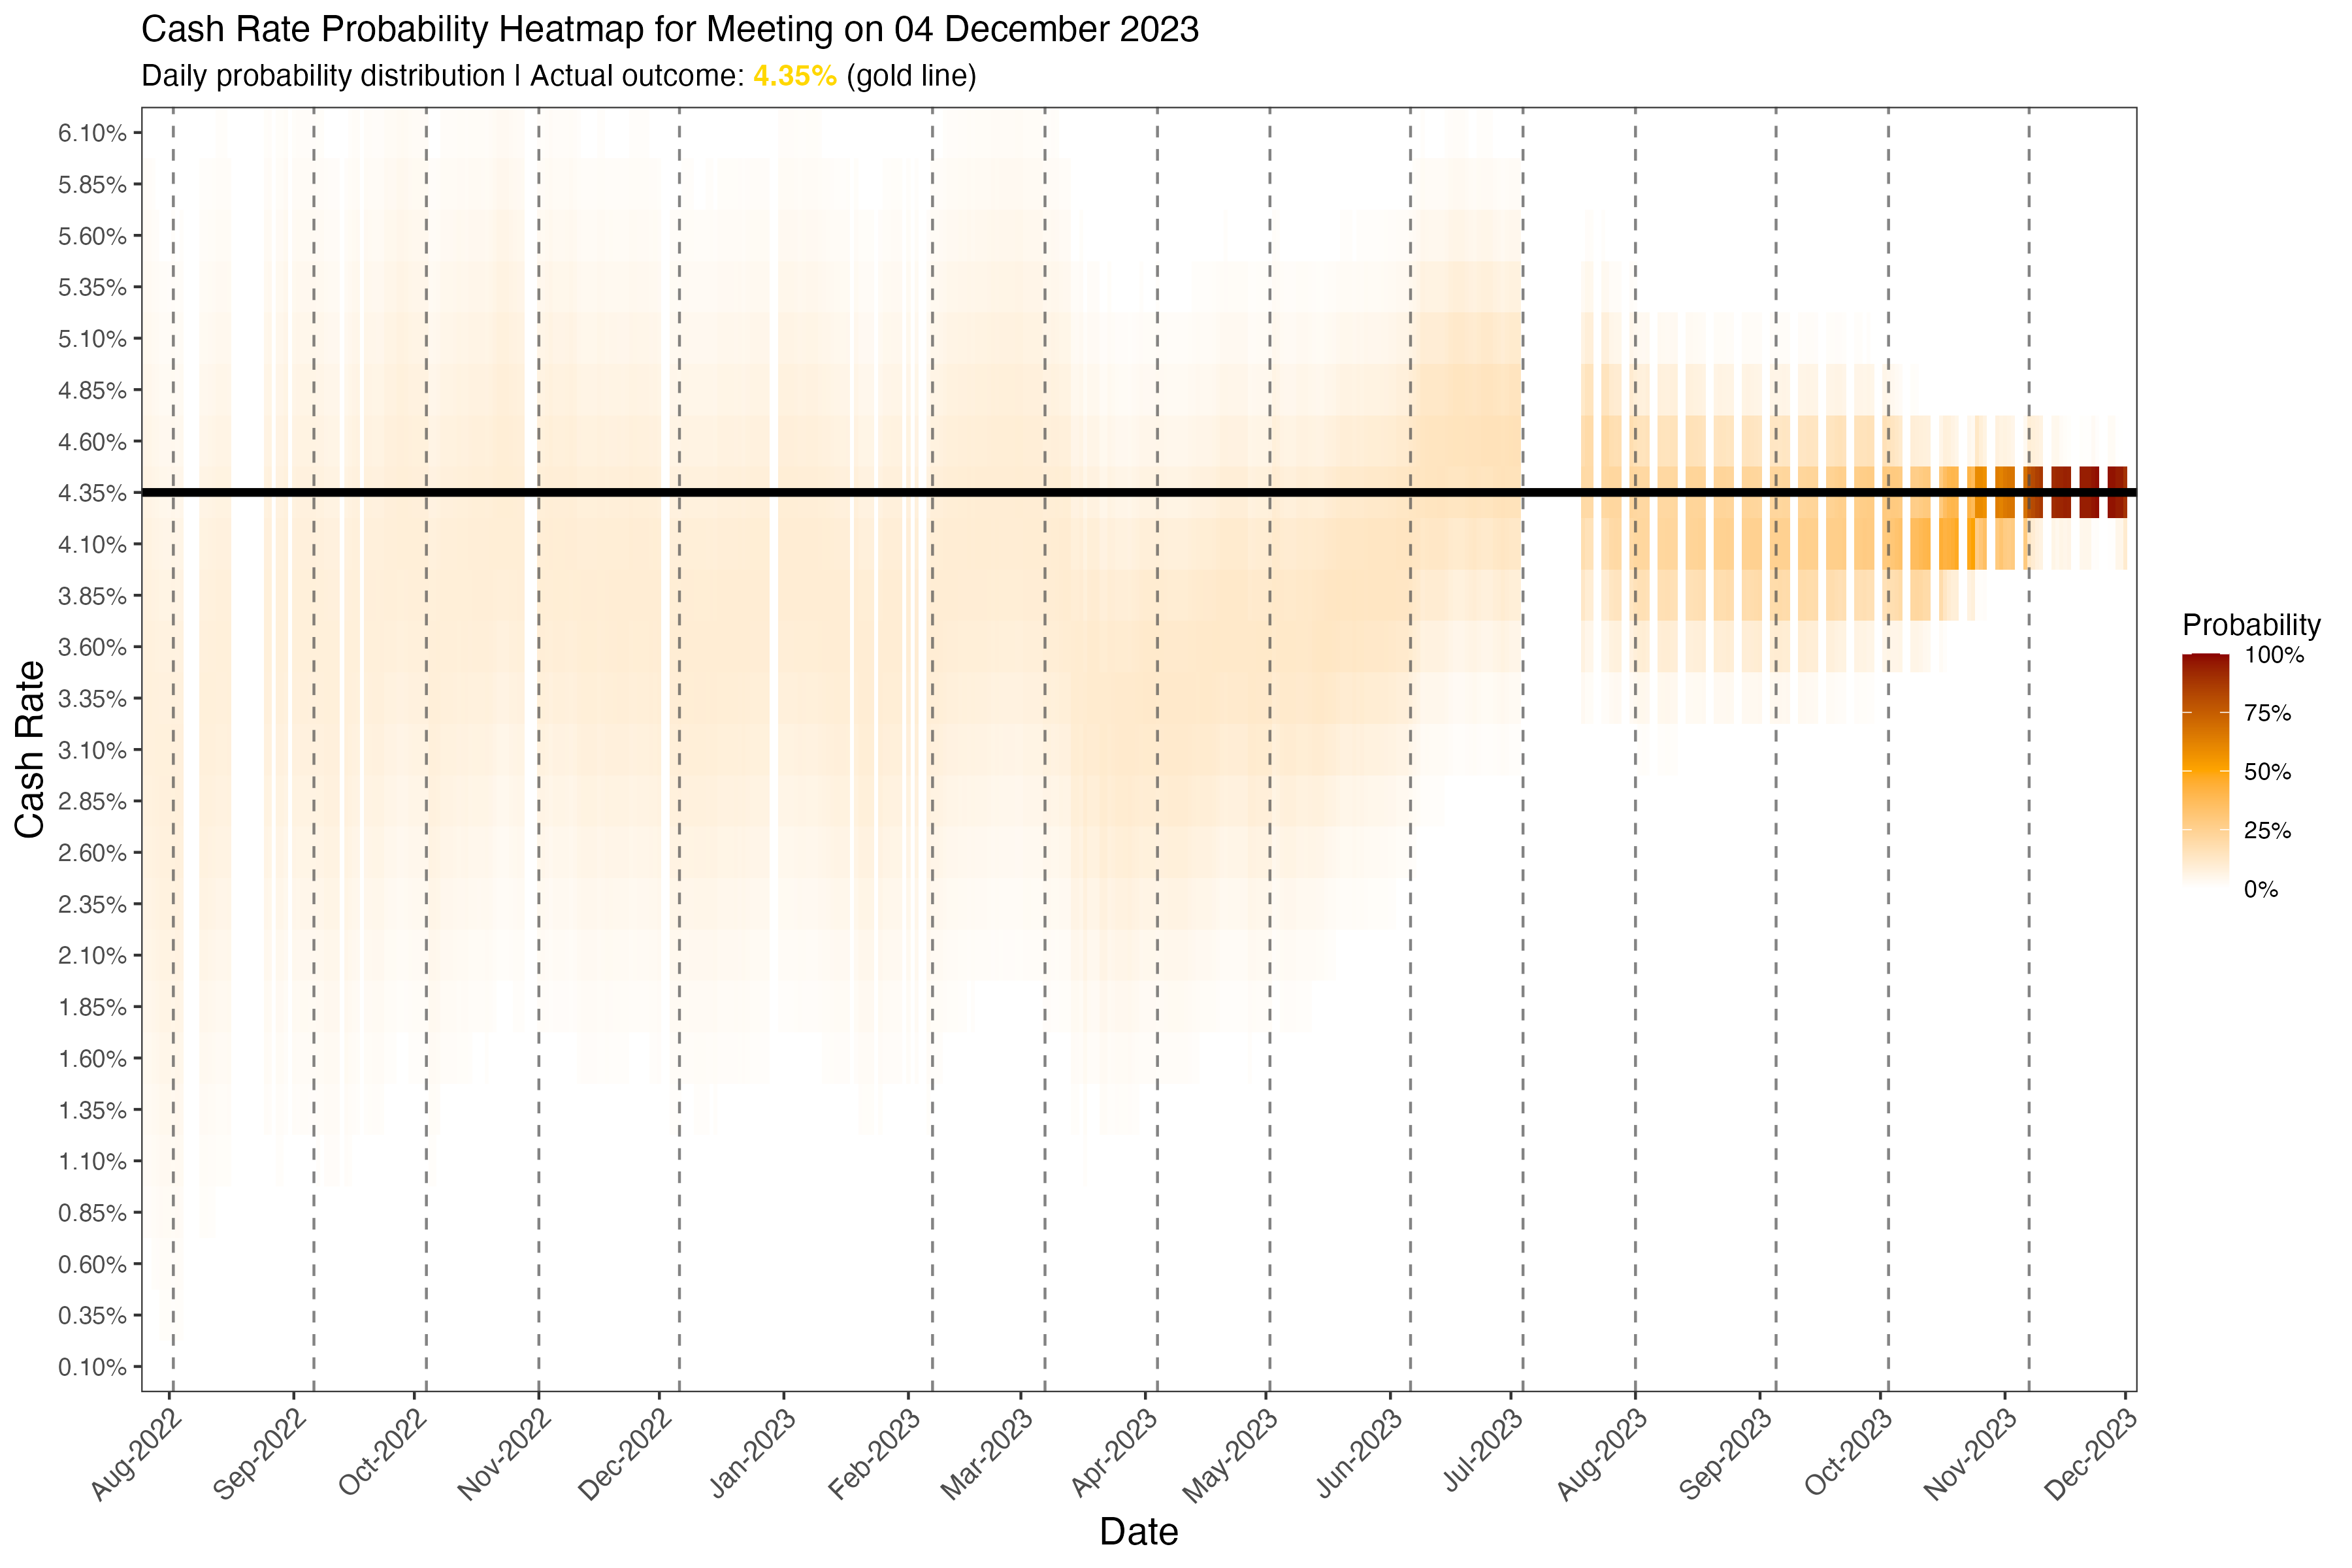 Cash Rate Probability Heatmap for Meeting on 04 December 2023
Daily probability distribution | Actual outcome: 4.35% (gold line)
Cash Rate
6.10%
5.85%
5.60%
5.35%
5.10%
4.85%
4.60%
4.35%
4.10%
3.85%
3.60%
3.35%
3.10%
2.85%
2.60%
2.35%
2.10%
1.85%
1.60%
1.35%
1.10%
0.85%
0.60%
0.35%
0.10%
Aug-2022
Sep-2022
Oct-2022
Nov-2022
Dec-2022
Jan-2023
Feb-2023
Mar-2023
Apr-2023
May-2023
Jun-2023
Jul-2023
Aug-2023
Sep-2023
Oct-2023
Nov-2023
Dec-2023
Date
Probability
100%
75%
50%
25%
0%